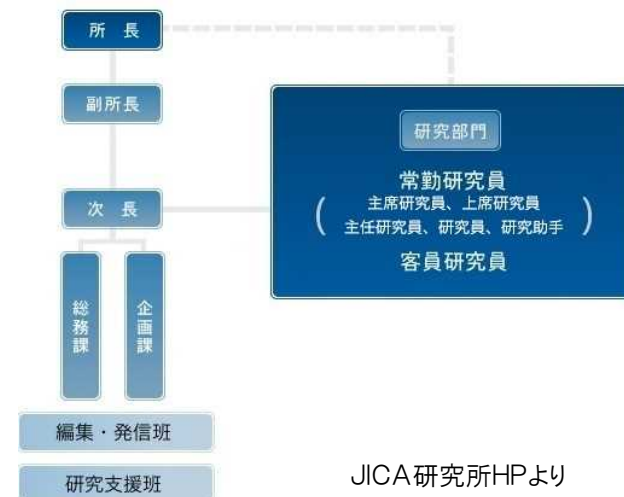 所 長
副所長
次 長
総務課
企画課
編集・発信班
研究支援班
研究部門
常勤研究員
(主席研究員、上席研究員
主任研究員、研究員、研究助手)
客員研究員
JICA研究所HPより